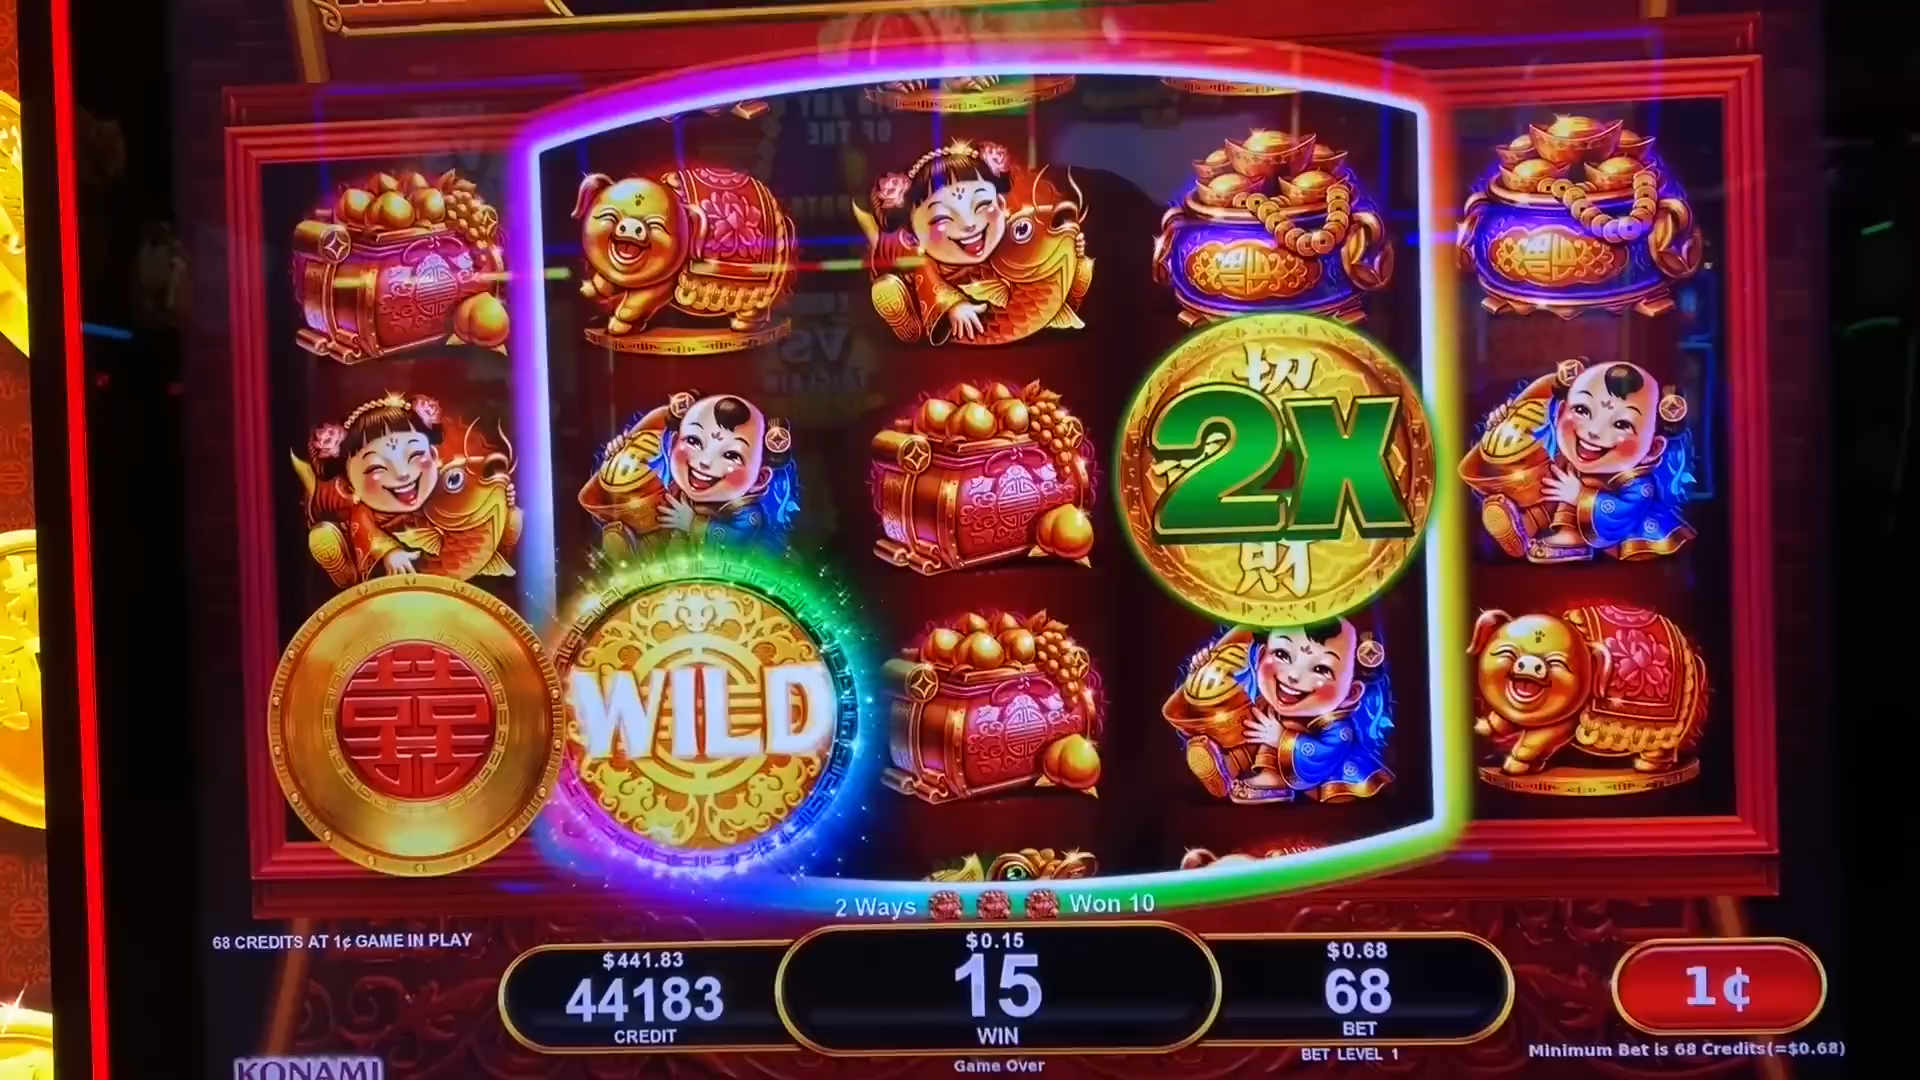 切
2X
財
WILD
2 Ways Won 10
68 CREDITS AT 1¢ GAME IN PLAY
$441.83
44183
CREDIT
$0.15
15
WIN
Game Over
$0.68
68
BET
BET LEVEL 1
1¢
Minimum Bet is 68 Credits(=$0.68)
KONAMI